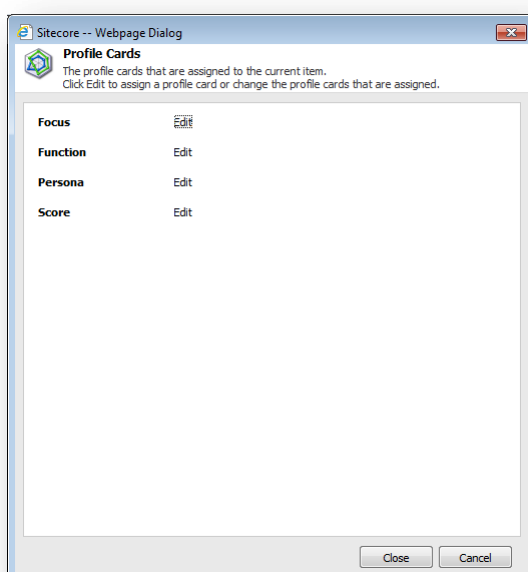 Sitecore -- Webpage Dialog
Profile Cards
The profile cards that are assigned to the current item.
Click Edit to assign a profile card or change the profile cards that are assigned.
Focus Edit
Function Edit
Persona Edit
Score Edit
Close Cancel